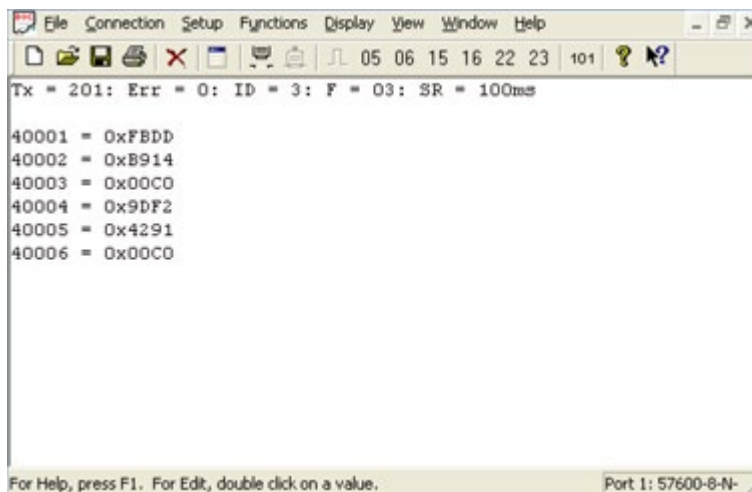 File Connection Setup Functions Display View Window Help
05 06 15 16 22 23 101
Tx = 201: Err = 0: ID = 3: F = 03: SR = 100ms
40001 = 0xFBDD
40002 = 0xB914
40003 = 0x00C0
40004 = 0x9DF2
40005 = 0x4291
40006 = 0x00C0
For Help, press F1. For Edit, double click on a value. Port 1: 57600-8-N-